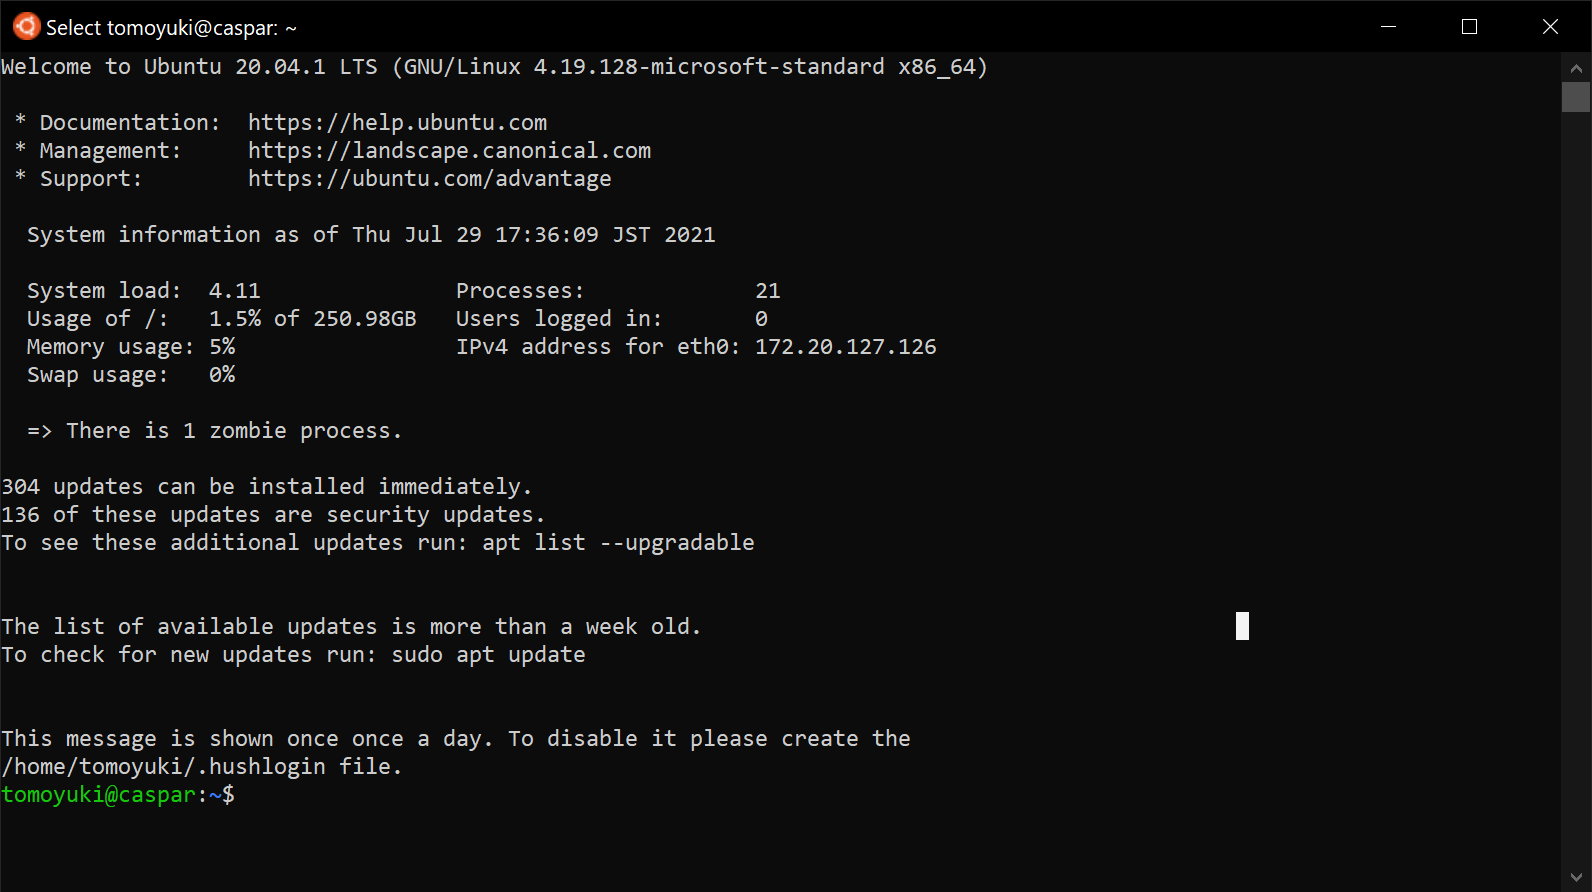 Select tomoyuki@caspar: ~
Welcome to Ubuntu 20.04.1 LTS (GNU/Linux 4.19.128-microsoft-standard x86_64)
* Documentation:  https://help.ubuntu.com
* Management:     https://landscape.canonical.com
* Support:        https://ubuntu.com/advantage
System information as of Thu Jul 29 17:36:09 JST 2021
System load:  4.11               Processes:             21
Usage of /:   1.5% of 250.98GB   Users logged in:       0
Memory usage: 5%                 IPv4 address for eth0: 172.20.127.126
Swap usage:   0%
=> There is 1 zombie process.
304 updates can be installed immediately.
136 of these updates are security updates.
To see these additional updates run: apt list --upgradable
The list of available updates is more than a week old.
To check for new updates run: sudo apt update
This message is shown once once a day. To disable it please create the
/home/tomoyuki/.hushlogin file.
tomoyuki@caspar:~$